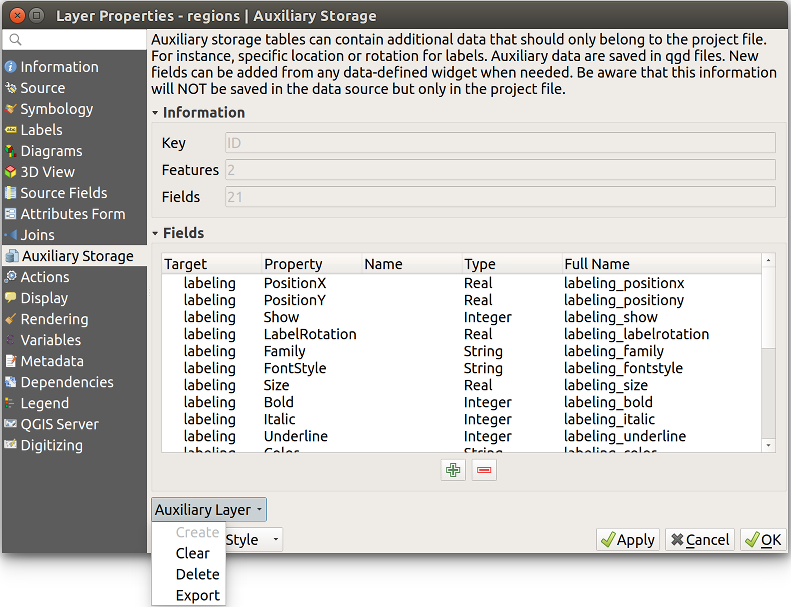 Layer Properties - regions | Auxiliary Storage
Information
Source
Symbology
Labels
Diagrams
3D View
Source Fields
Attributes Form
Joins
Auxiliary Storage
Actions
Display
Rendering
Variables
Metadata
Dependencies
Legend
QGIS Server
Digitizing
Auxiliary storage tables can contain additional data that should only belong to the project file.
For instance, specific location or rotation for labels. Auxiliary data are saved in qgd files. New
fields can be added from any data-defined widget when needed. Be aware that this information
will NOT be saved in the data source but only in the project file.
Information
Key ID
Features 2
Fields 21
Fields
Target Property Name Type Full Name
labeling PositionX Real labeling_positionx
labeling PositionY Real labeling_positiony
labeling Show Integer labeling_show
labeling LabelRotation Real labeling_labelrotation
labeling Family String labeling_family
labeling FontStyle String labeling_fontstyle
labeling Size Real labeling_size
labeling Bold Integer labeling_bold
labeling Italic Integer labeling_italic
labeling Underline Integer labeling_underline
labeling Color String labeling_color
Auxiliary Layer
Create
Clear
Delete
Export
Style
Apply
Cancel
OK